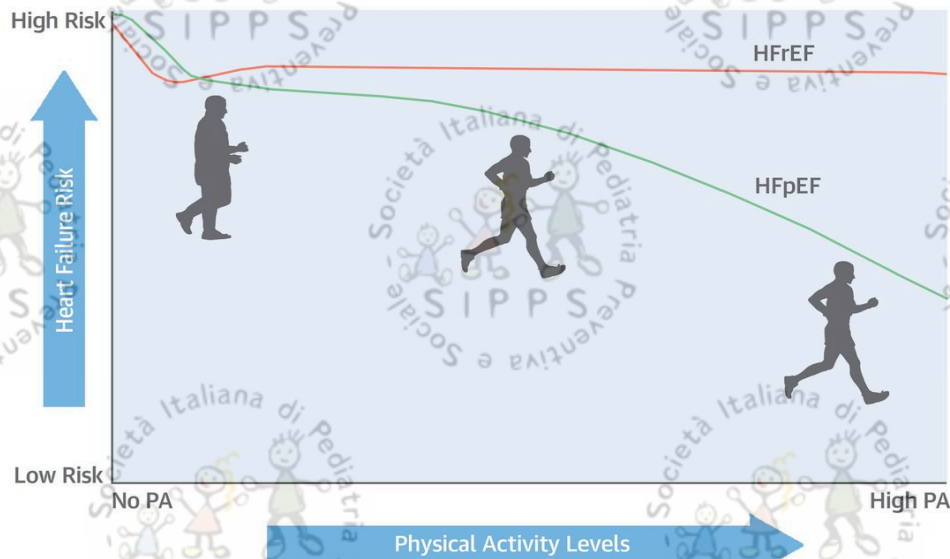 High Risk
HFrEF
HFpEF
Heart Failure Risk
Low Risk
No PA
High PA
Physical Activity Levels
Società Italiana di Pediatria
Preventiva e Sociale
SIPPS